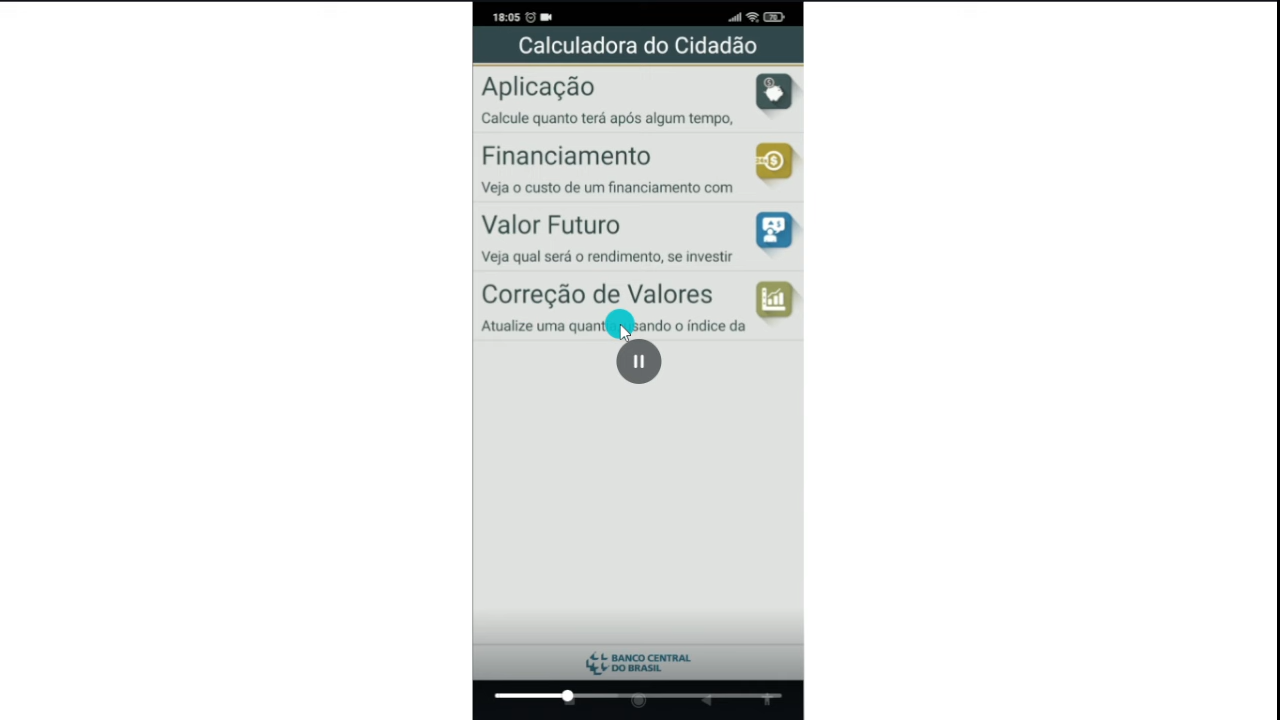 18:05
70
Calculadora do Cidadão
Aplicação
Calcule quanto terá após algum tempo,
Financiamento
Veja o custo de um financiamento com
Valor Futuro
Veja qual será o rendimento, se investir
Correção de Valores
Atualize uma quant sando o índice da
BANCO CENTRAL
DO BRASIL